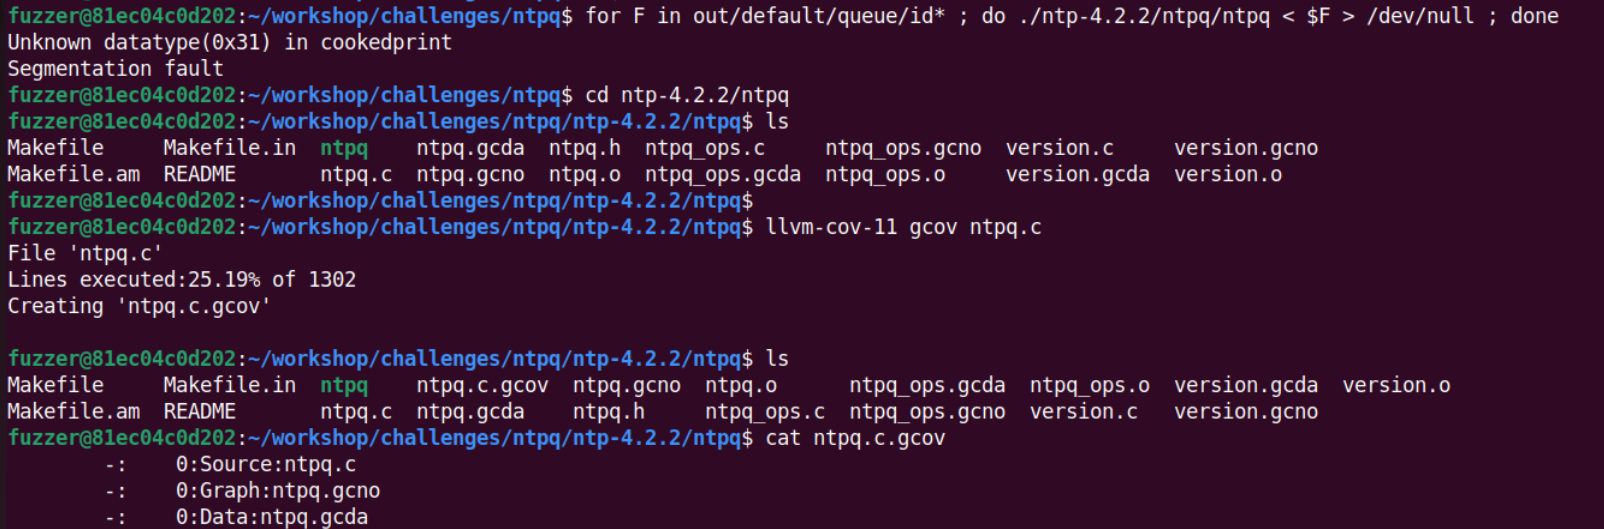 fuzzer@81ec04c0d202:~/workshop/challenges/ntpq$ for F in out/default/queue/id* ; do ./ntp-4.2.2/ntpq/ntpq < $F > /dev/null ; done
Unknown datatype(0x31) in cookedprint
Segmentation fault
fuzzer@81ec04c0d202:~/workshop/challenges/ntpq$ cd ntp-4.2.2/ntpq
fuzzer@81ec04c0d202:~/workshop/challenges/ntpq/ntp-4.2.2/ntpq$ ls
Makefile     Makefile.in  ntpq    ntpq.gcda  ntpq.h  ntpq_ops.c     ntpq_ops.gcno  version.c     version.gcno
Makefile.am  README       ntpq.c  ntpq.gcno  ntpq.o  ntpq_ops.gcda  ntpq_ops.o     version.gcda  version.o
fuzzer@81ec04c0d202:~/workshop/challenges/ntpq/ntp-4.2.2/ntpq$
fuzzer@81ec04c0d202:~/workshop/challenges/ntpq/ntp-4.2.2/ntpq$ llvm-cov-11 gcov ntpq.c
File 'ntpq.c'
Lines executed:25.19% of 1302
Creating 'ntpq.c.gcov'
fuzzer@81ec04c0d202:~/workshop/challenges/ntpq/ntp-4.2.2/ntpq$ ls
Makefile     Makefile.in  ntpq    ntpq.c.gcov  ntpq.gcno  ntpq.o      ntpq_ops.gcda  ntpq_ops.o  version.gcda  version.o
Makefile.am  README       ntpq.c  ntpq.gcda    ntpq.h     ntpq_ops.c  ntpq_ops.gcno  version.c   version.gcno
fuzzer@81ec04c0d202:~/workshop/challenges/ntpq/ntp-4.2.2/ntpq$ cat ntpq.c.gcov
        -:    0:Source:ntpq.c
        -:    0:Graph:ntpq.gcno
        -:    0:Data:ntpq.gcda